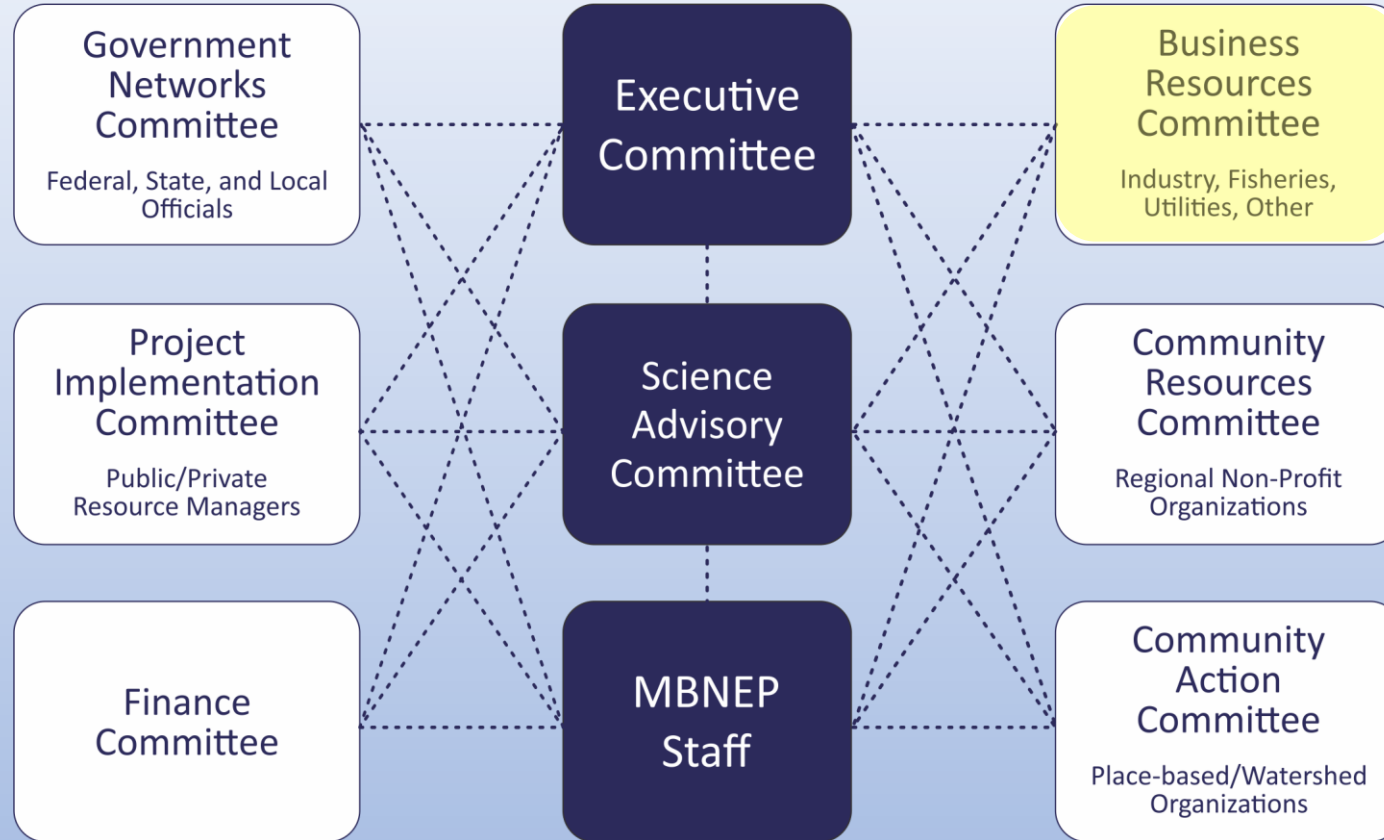 Government
Networks
Committee
Federal, State, and Local
Officials
Executive
Committee
Business
Resources
Committee
Industry, Fisheries,
Utilities, Other
Project
Implementation
Committee
Public/Private
Resource Managers
Science
Advisory
Committee
Community
Resources
Committee
Regional Non-Profit
Organizations
Finance
Committee
MBNEP
Staff
Community
Action
Committee
Place-based/Watershed
Organizations